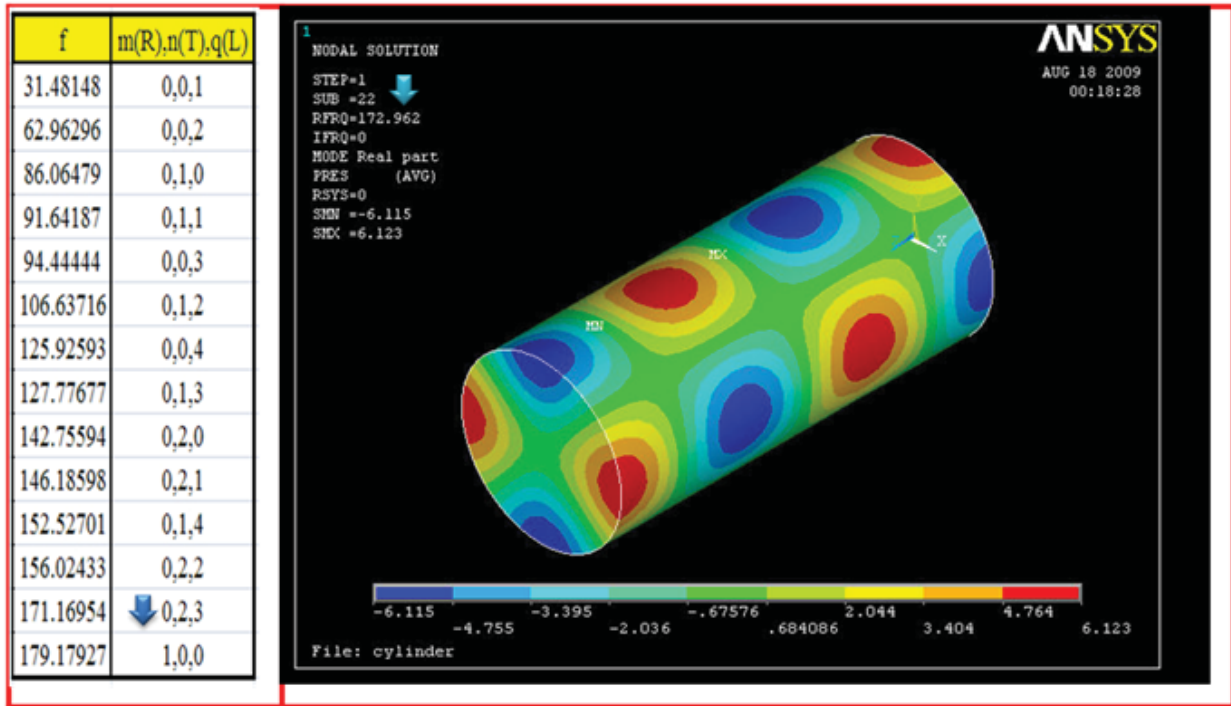 f m(R),n(T),q(L)
31.48148 0,0,1
62.96296 0,0,2
86.06479 0,1,0
91.64187 0,1,1
94.44444 0,0,3
106.63716 0,1,2
125.92593 0,0,4
127.77677 0,1,3
142.75594 0,2,0
146.18598 0,2,1
152.52701 0,1,4
156.02433 0,2,2
171.16954 0,2,3
179.17927 1,0,0
1
NODAL SOLUTION
STEP=1
SUB =22
RFRQ=172.962
IFRQ=0
MODE Real part
PRES (AVG)
RSYS=0
SMN =-6.115
SMX =6.123
ANSYS
AUG 18 2009
00:18:28
MX
X
MN
-6.115 -3.395 -.67576 2.044 4.764
-4.755 -2.036 .684086 3.404 6.123
File: cylinder